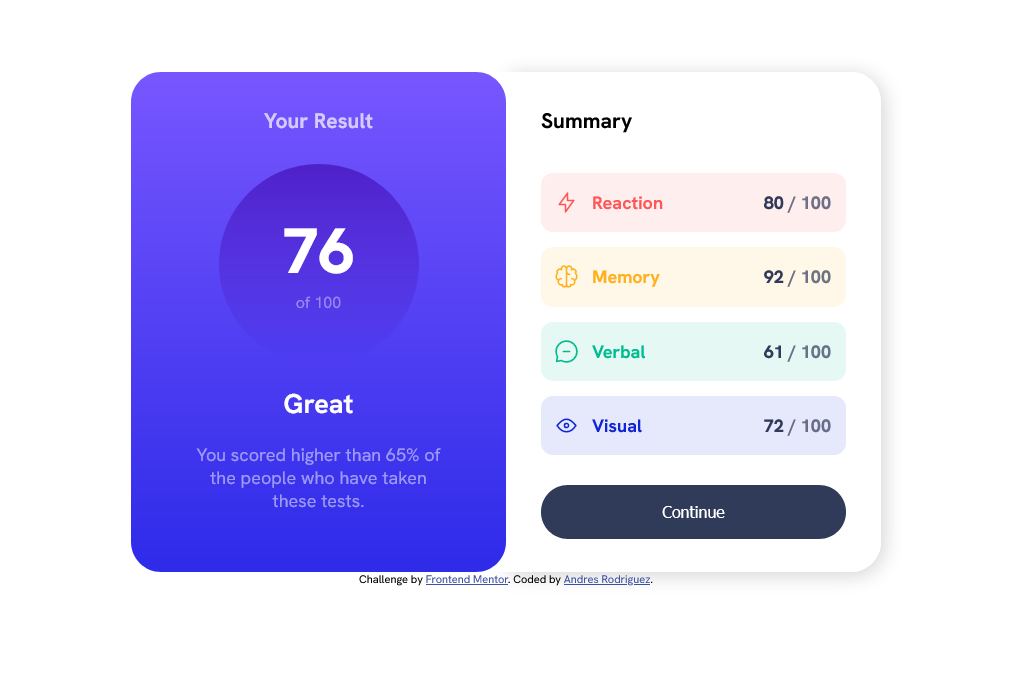 Your Result
76
of 100
Great
You scored higher than 65% of
the people who have taken
these tests.
Summary
Reaction 80 / 100
Memory 92 / 100
Verbal 61 / 100
Visual 72 / 100
Continue
Challenge by Frontend Mentor. Coded by Andres Rodriguez.